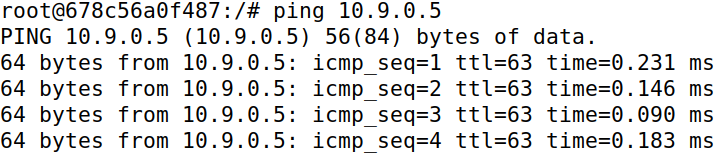 root@678c56a0f487:/# ping 10.9.0.5
PING 10.9.0.5 (10.9.0.5) 56(84) bytes of data.
64 bytes from 10.9.0.5: icmp_seq=1 ttl=63 time=0.231 ms
64 bytes from 10.9.0.5: icmp_seq=2 ttl=63 time=0.146 ms
64 bytes from 10.9.0.5: icmp_seq=3 ttl=63 time=0.090 ms
64 bytes from 10.9.0.5: icmp_seq=4 ttl=63 time=0.183 ms